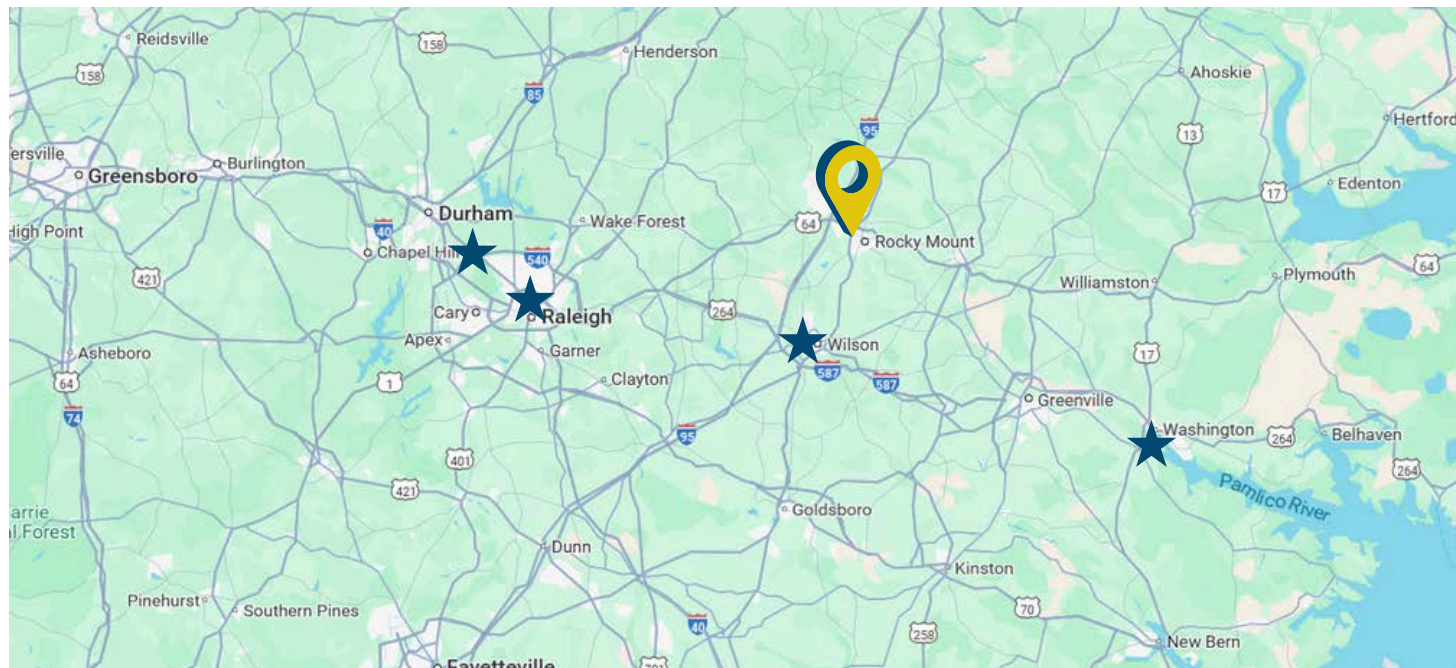 Reidsville
158
158
Henderson
85
Ahoskie
95
13
Hertford
ersville
Burlington
Greensboro
17
Edenton
Durham
High Point
40
Wake Forest
64
Rocky Mount
Chapel Hill
540
421
Williamston
Plymouth
64
Cary
Raleigh
264
Apex
Garner
Wilson
Asheboro
17
64
1
Clayton
587
587
74
Greenville
Washington
264
Belhaven
95
401
264
421
Pamlico River
arrie
al Forest
Goldsboro
Dunn
Kinston
Pinehurst
Southern Pines
70
40
258
New Bern
Fayetteville